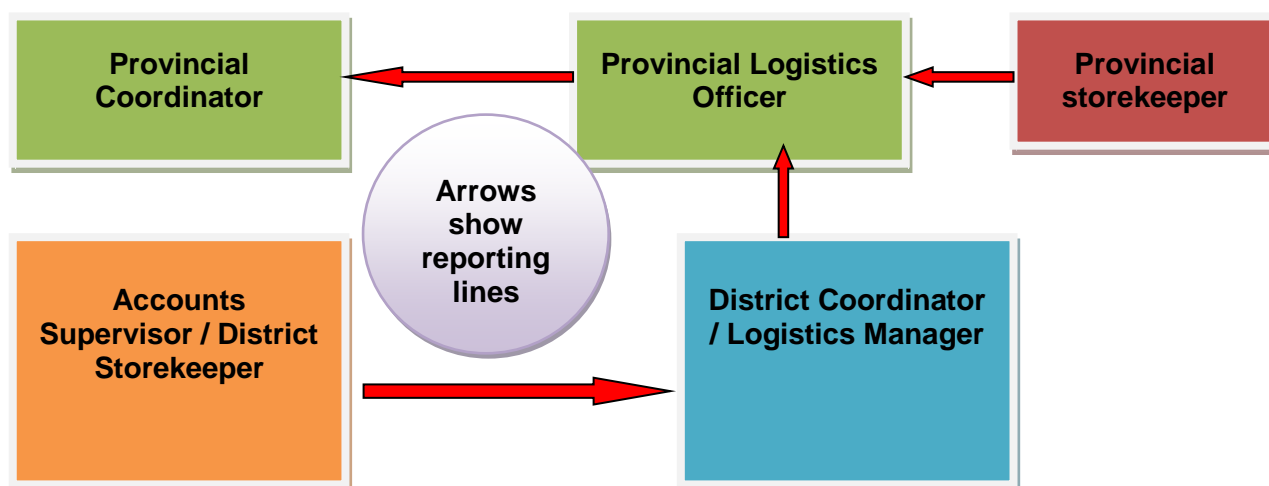 Provincial
Coordinator
Provincial Logistics
Officer
Provincial
storekeeper
Arrows
show
reporting
lines
Accounts
Supervisor / District
Storekeeper
District Coordinator
/ Logistics Manager